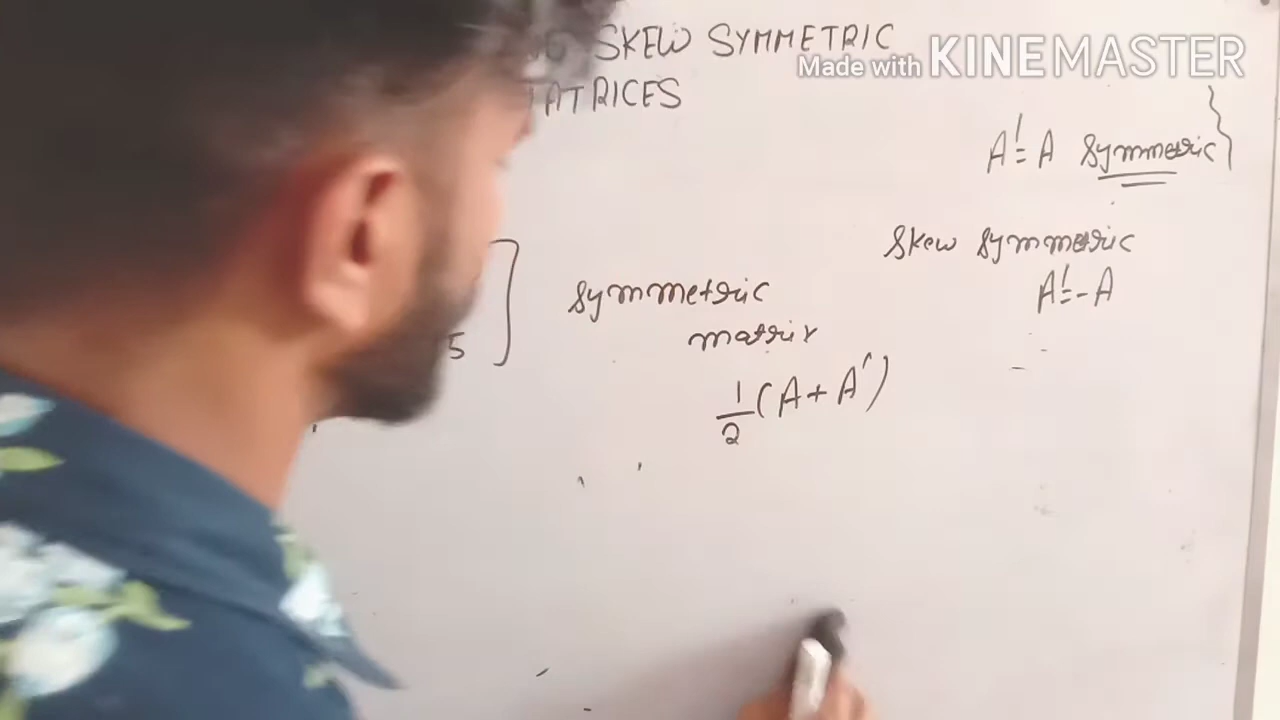 SKEW SYMMETRIC
Made with KINEMASTER
ATRICES
A' = A Symmetric
Skew Symmetric
A' = -A
Symmetric
matrix
5
1/2 (A + A')